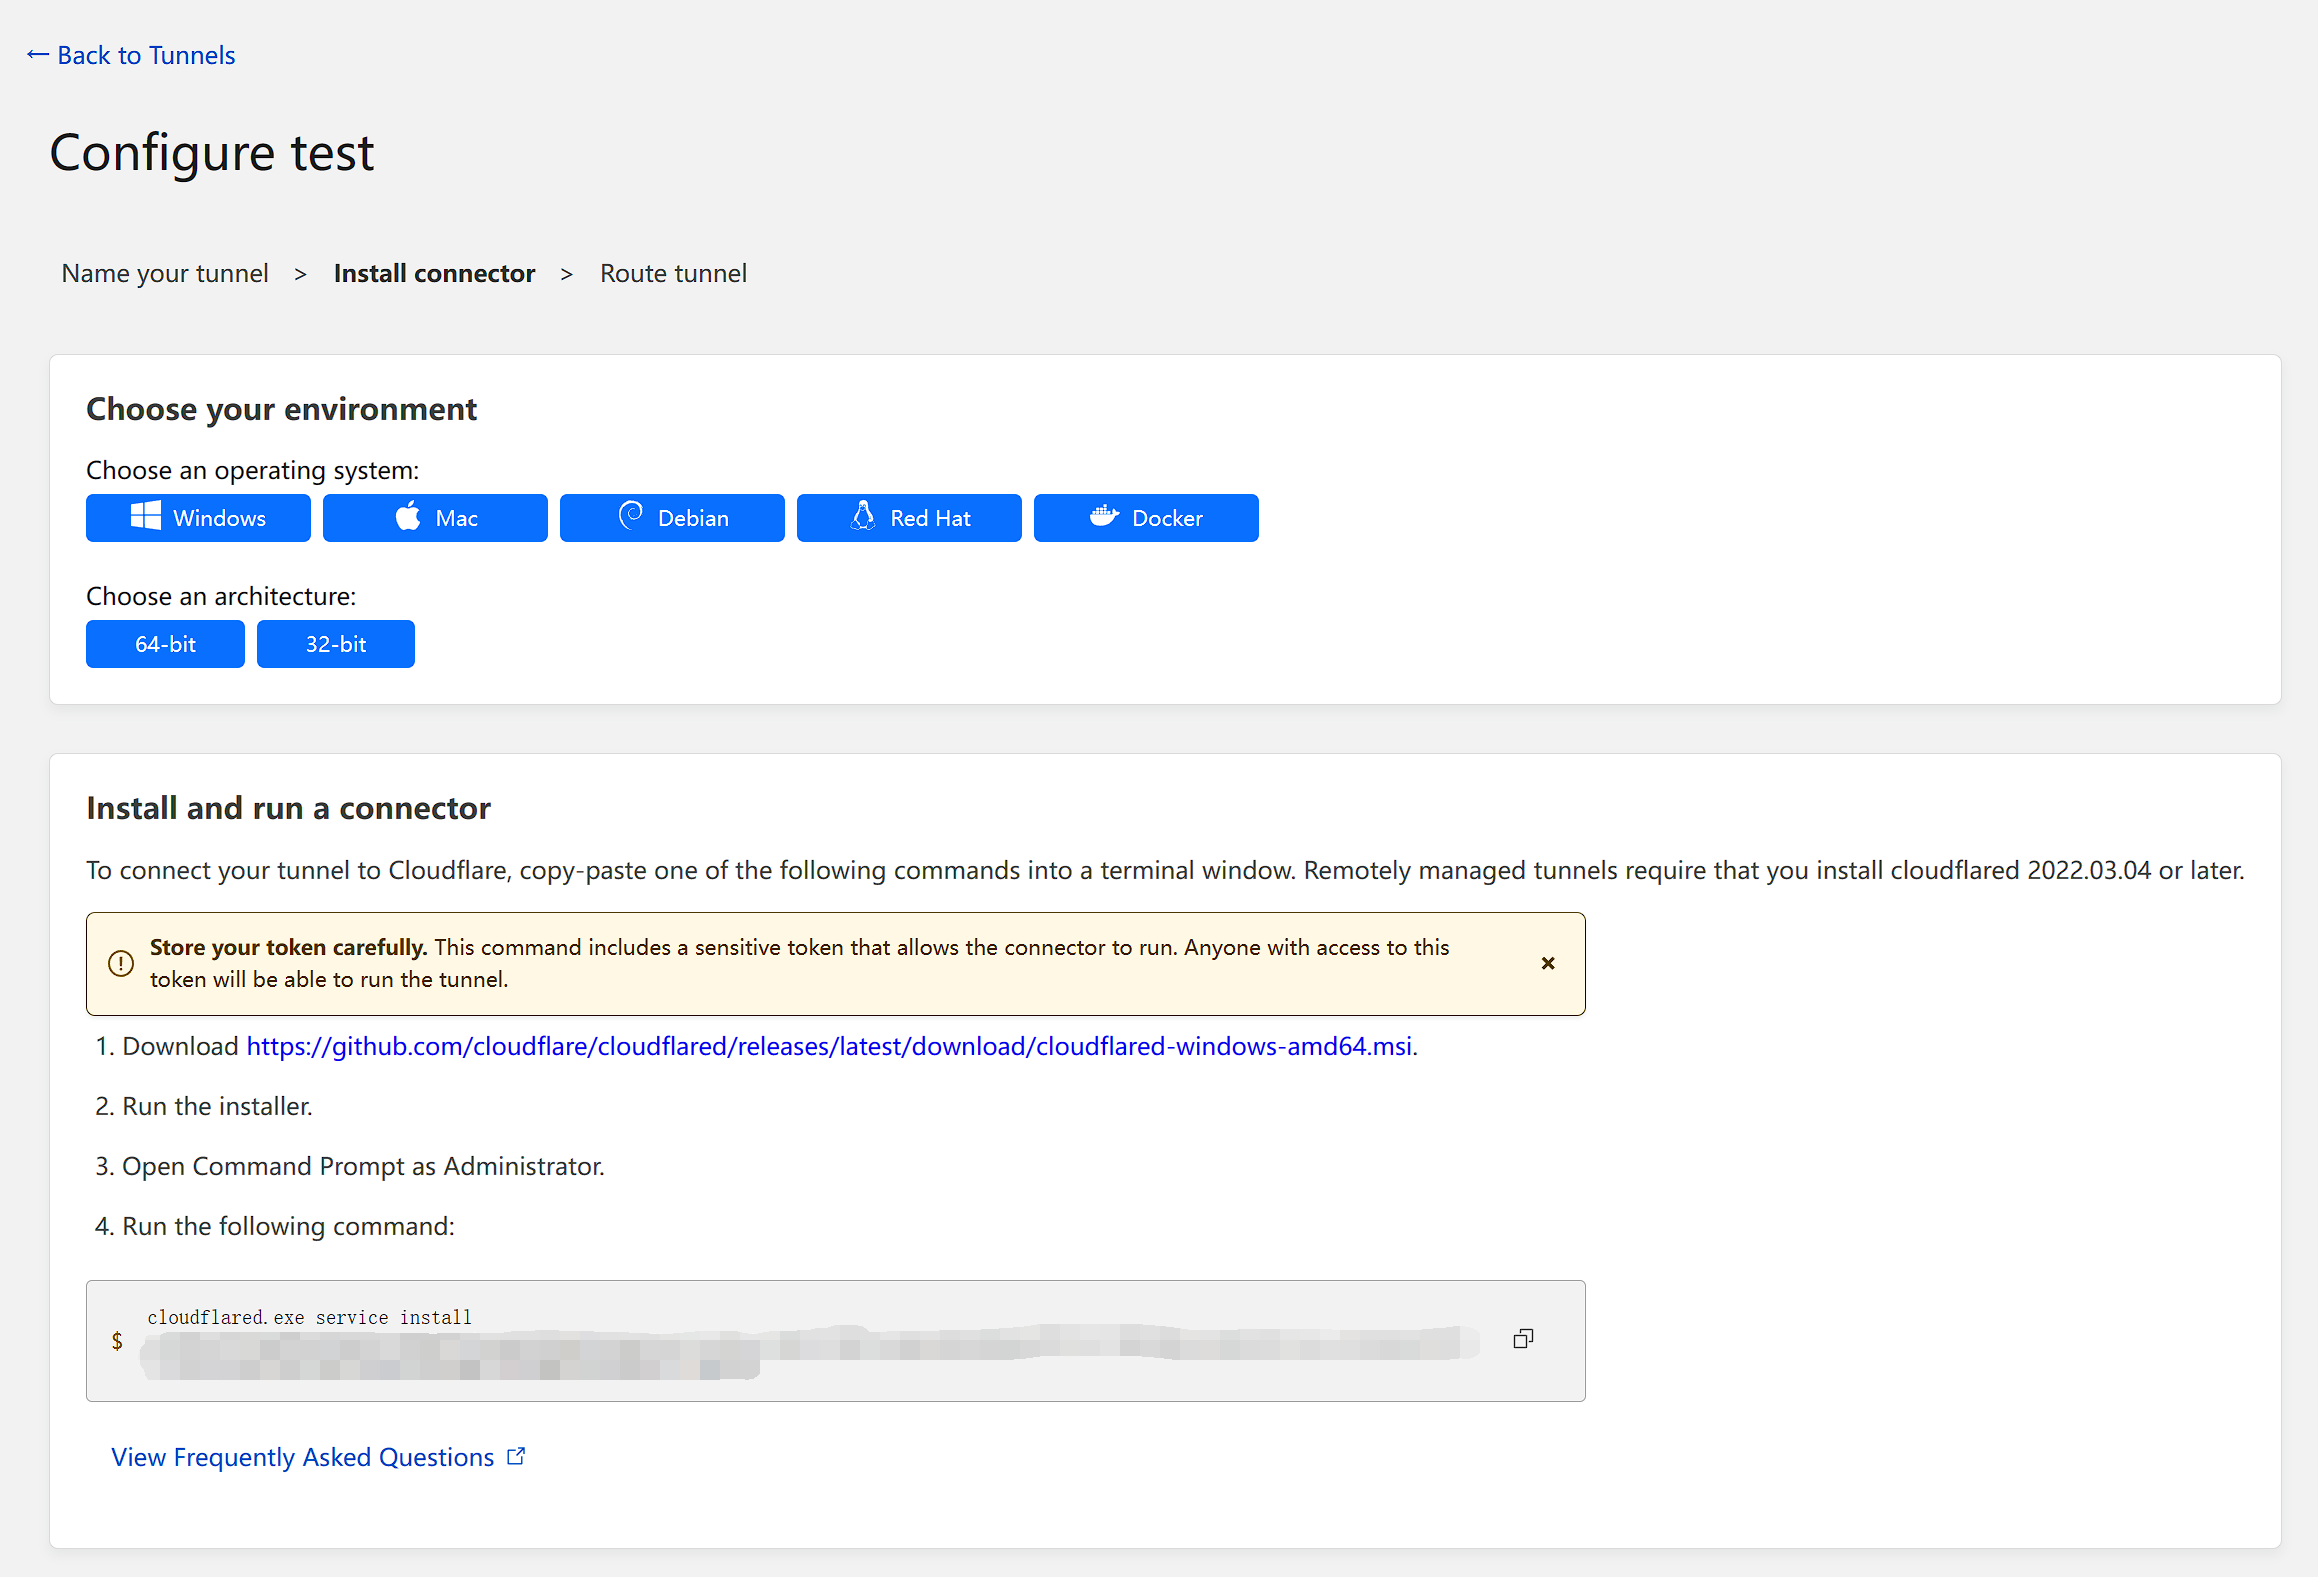 ← Back to Tunnels
Configure test
Name your tunnel > Install connector > Route tunnel
Choose your environment
Choose an operating system:
Windows Mac Debian Red Hat Docker
Choose an architecture:
64-bit 32-bit
Install and run a connector
To connect your tunnel to Cloudflare, copy-paste one of the following commands into a terminal window. Remotely managed tunnels require that you install cloudflared 2022.03.04 or later.
Store your token carefully. This command includes a sensitive token that allows the connector to run. Anyone with access to this
token will be able to run the tunnel.
1. Download https://github.com/cloudflare/cloudflared/releases/latest/download/cloudflared-windows-amd64.msi.
2. Run the installer.
3. Open Command Prompt as Administrator.
4. Run the following command:
cloudflared.exe service install
$
View Frequently Asked Questions